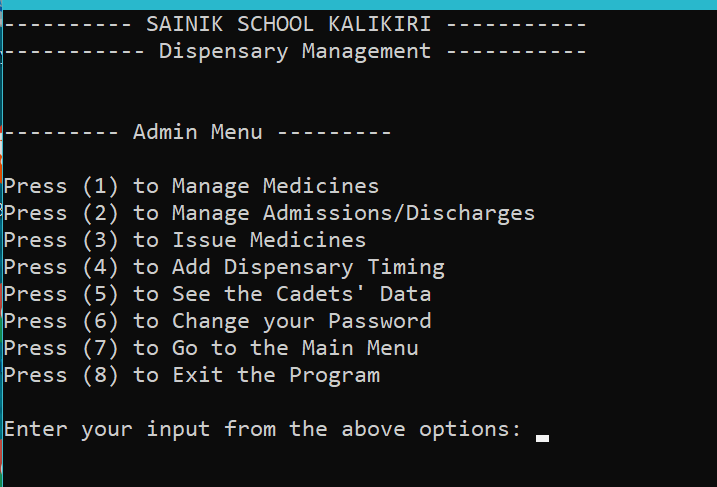 ---------- SAINIK SCHOOL KALIKIRI -----------
----------- Dispensary Management -----------
--------- Admin Menu ---------
Press (1) to Manage Medicines
Press (2) to Manage Admissions/Discharges
Press (3) to Issue Medicines
Press (4) to Add Dispensary Timing
Press (5) to See the Cadets' Data
Press (6) to Change your Password
Press (7) to Go to the Main Menu
Press (8) to Exit the Program
Enter your input from the above options: